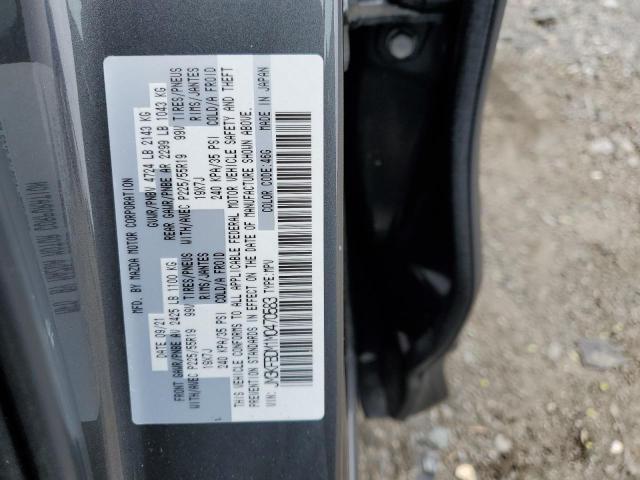 MFD. BY MAZDA MOTOR CORPORATION
DATE 09/21 GVWR/PNBV 4724 LB 2143 KG
FRONT GAWR/PNBE AV 2425 LB 1100 KG REAR GAWR/PNBE AR 2299 LB 1043 KG
WITH/AVEC P225/55R19 99V TIRES/PNEUS WITH/AVEC P225/55R19 99V TIRES/PNEUS
19X7J RIMS/JANTES 19X7J RIMS/JANTES
240 KPA/35 PSI COLD/A FROID 240 KPA/35 PSI COLD/A FROID
THIS VEHICLE CONFORMS TO ALL APPLICABLE FEDERAL MOTOR VEHICLE SAFETY AND THEFT
PREVENTION STANDARDS IN EFFECT ON THE DATE OF MANUFACTURE SHOWN ABOVE.
VIN: JM3KFBDM1M0470583 COLOR CODE:46G MADE IN JAPAN
TYPE:MPV